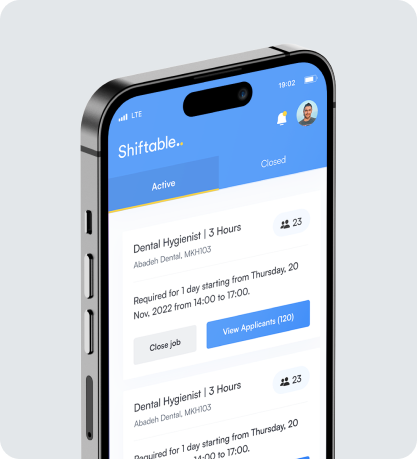 LTE
19:02
Shiftable..
Active
Closed
Dental Hygienist | 3 Hours
23
Abadeh Dental, MKH103
Required for 1 day starting from Thursday, 20
Nov, 2022 from 14:00 to 17:00.
Close job
View Applicants (120)
Dental Hygienist | 3 Hours
23
Abadeh Dental, MKH103
Required for 1 day starting from Thursday, 20
Nov, 2022 from 14:00 to 17:00.